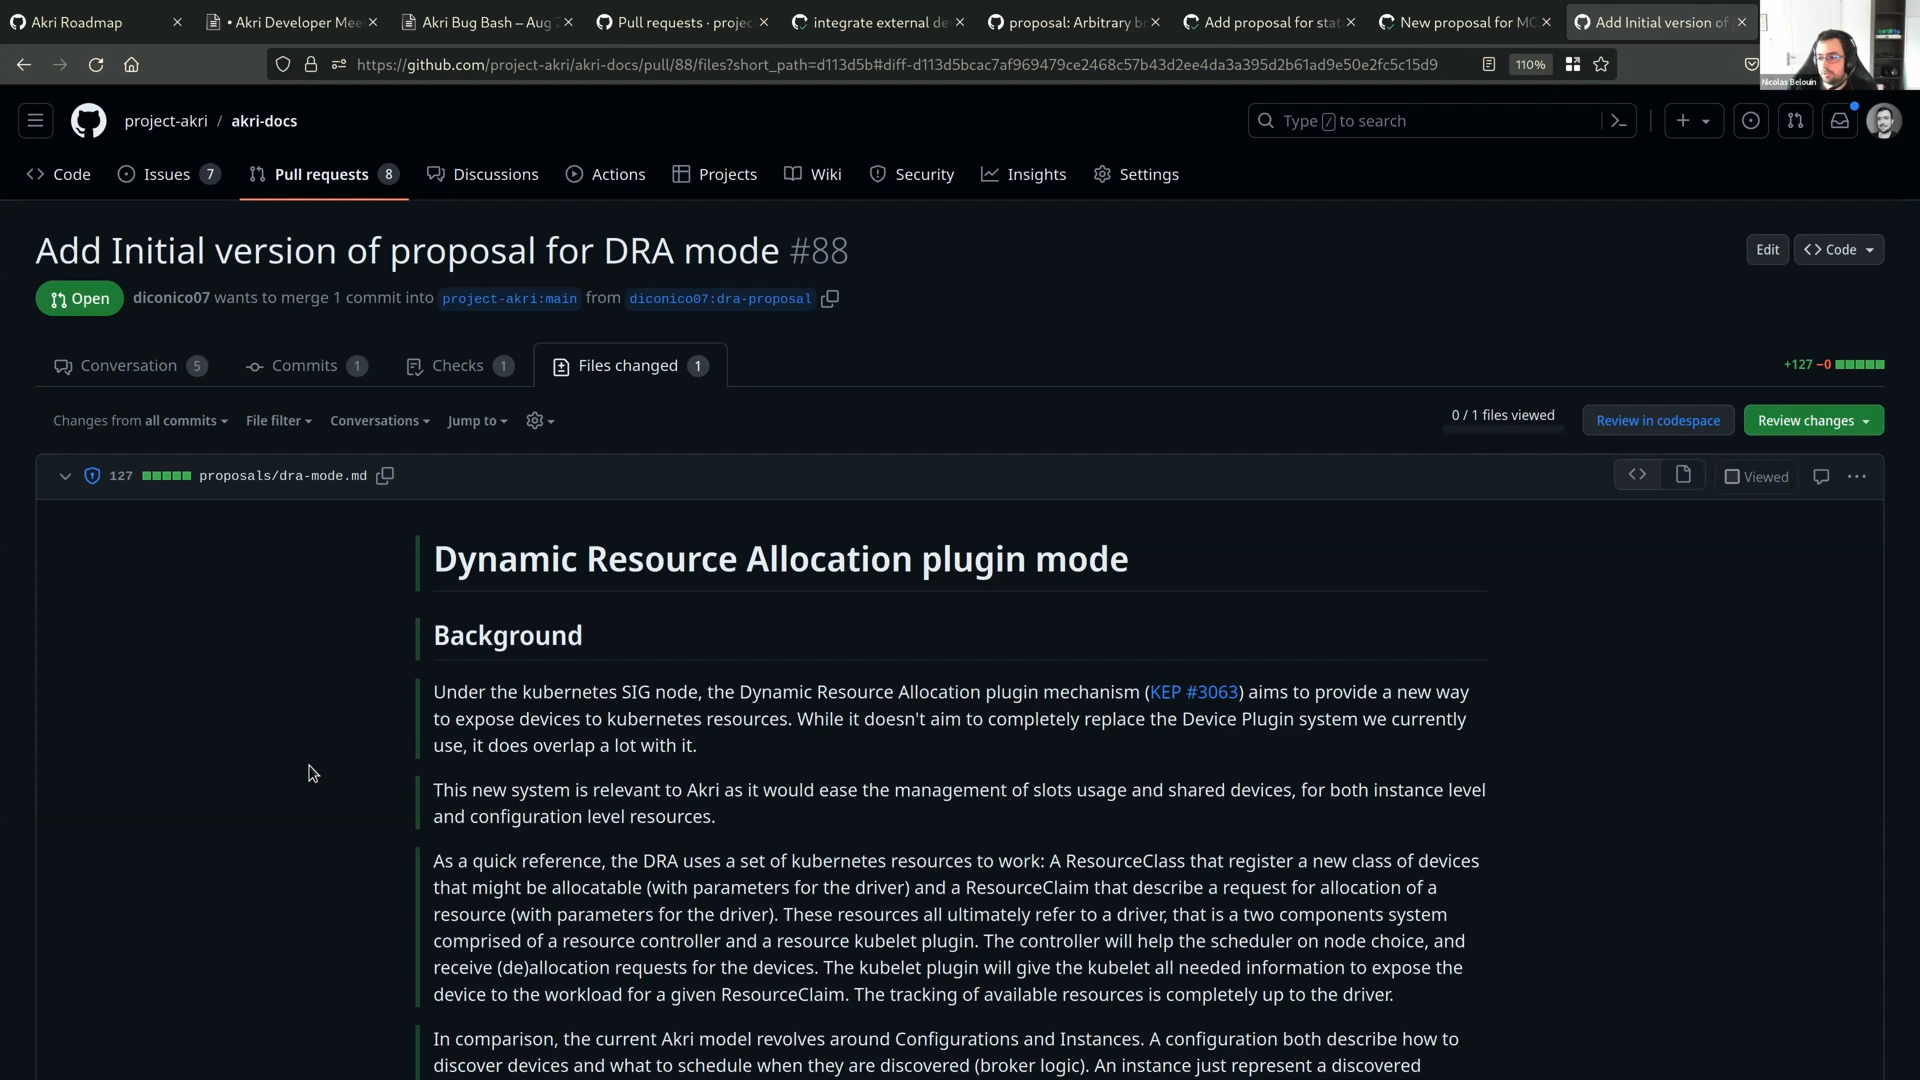 Akri Roadmap
• Akri Developer Mee
Akri Bug Bash – Aug
Pull requests · projec
integrate external de
proposal: Arbitrary b
Add proposal for stat
New proposal for MC
Add Initial version of
https://github.com/project-akri/akri-docs/pull/88/files?short_path=d113d5b#diff-d113d5bcac7af969479ce2468c57b43d2ee4da3a395d2b61ad9e50e2fc5c15d9
110%
Nicolas Belouin
project-akri / akri-docs
Type / to search
Code
Issues 7
Pull requests 8
Discussions
Actions
Projects
Wiki
Security
Insights
Settings
Add Initial version of proposal for DRA mode #88
Edit
Code
Open
diconico07 wants to merge 1 commit into project-akri:main from diconico07:dra-proposal
Conversation 5
Commits 1
Checks 1
Files changed 1
+127 −0
Changes from all commits
File filter
Conversations
Jump to
0 / 1 files viewed
Review in codespace
Review changes
127 proposals/dra-mode.md
Viewed
Dynamic Resource Allocation plugin mode
Background
Under the kubernetes SIG node, the Dynamic Resource Allocation plugin mechanism (KEP #3063) aims to provide a new way
to expose devices to kubernetes resources. While it doesn't aim to completely replace the Device Plugin system we currently
use, it does overlap a lot with it.
This new system is relevant to Akri as it would ease the management of slots usage and shared devices, for both instance level
and configuration level resources.
As a quick reference, the DRA uses a set of kubernetes resources to work: A ResourceClass that register a new class of devices
that might be allocatable (with parameters for the driver) and a ResourceClaim that describe a request for allocation of a
resource (with parameters for the driver). These resources all ultimately refer to a driver, that is a two components system
comprised of a resource controller and a resource kubelet plugin. The controller will help the scheduler on node choice, and
receive (de)allocation requests for the devices. The kubelet plugin will give the kubelet all needed information to expose the
device to the workload for a given ResourceClaim. The tracking of available resources is completely up to the driver.
In comparison, the current Akri model revolves around Configurations and Instances. A configuration both describe how to
discover devices and what to schedule when they are discovered (broker logic). An instance just represent a discovered